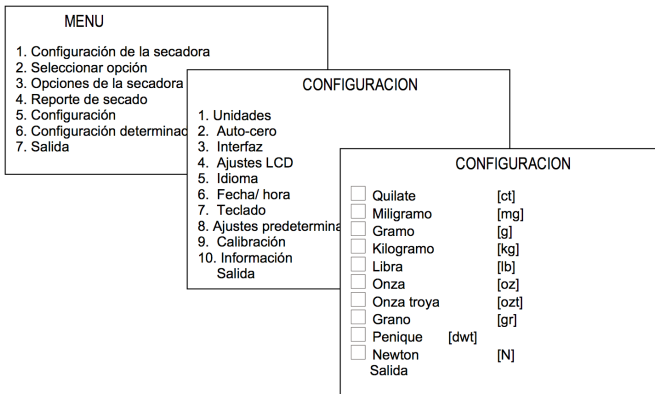 MENU
1. Configuración de la secadora
2. Seleccionar opción
3. Opciones de la secadora
4. Reporte de secado
5. Configuración
6. Configuración determinad
7. Salida
CONFIGURACION
1. Unidades
2. Auto-cero
3. Interfaz
4. Ajustes LCD
5. Idioma
6. Fecha/ hora
7. Teclado
8. Ajustes predetermina
9. Calibración
10. Información
Salida
CONFIGURACION
Quilate [ct]
Miligramo [mg]
Gramo [g]
Kilogramo [kg]
Libra [lb]
Onza [oz]
Onza troya [ozt]
Grano [gr]
Penique [dwt]
Newton [N]
Salida